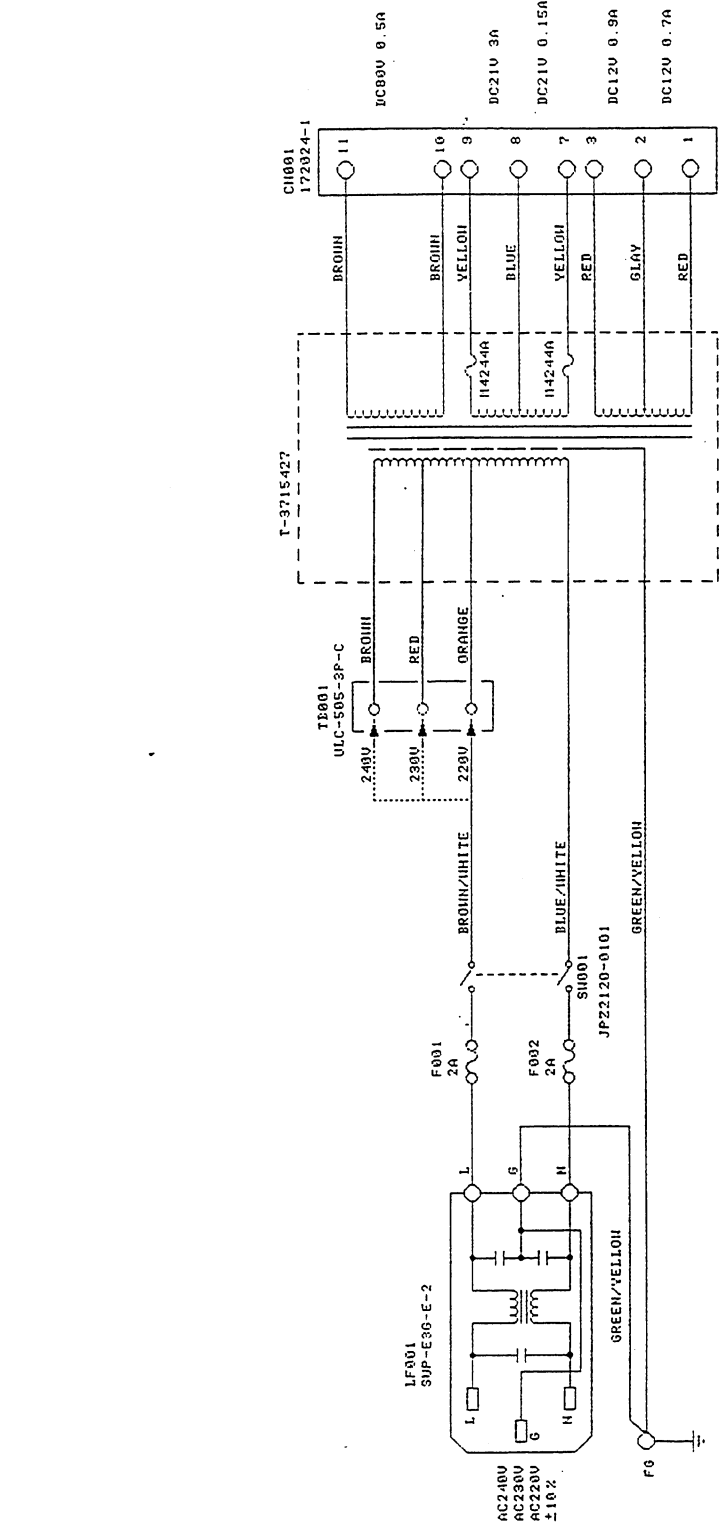 LF001
SUP-E3G-E-2
AC240V
AC230V
AC220V
±10%
L
G
N
L
G
N
FG
GREEN/YELLOW
F001
2A
F002
2A
SW001
JPZ2120-0101
BROWN/WHITE
BLUE/WHITE
GREEN/YELLOW
TB001
ULC-505-3P-C
240V
230V
220V
BROWN
RED
ORANGE
T-3715427
M4244A
M4244A
BROWN
BROWN
YELLOW
BLUE
YELLOW
RED
GLAY
RED
CN001
172024-1
11
10
9
8
7
3
2
1
DC80V 0.5A
DC21V 3A
DC21V 0.15A
DC12V 0.9A
DC12V 0.7A